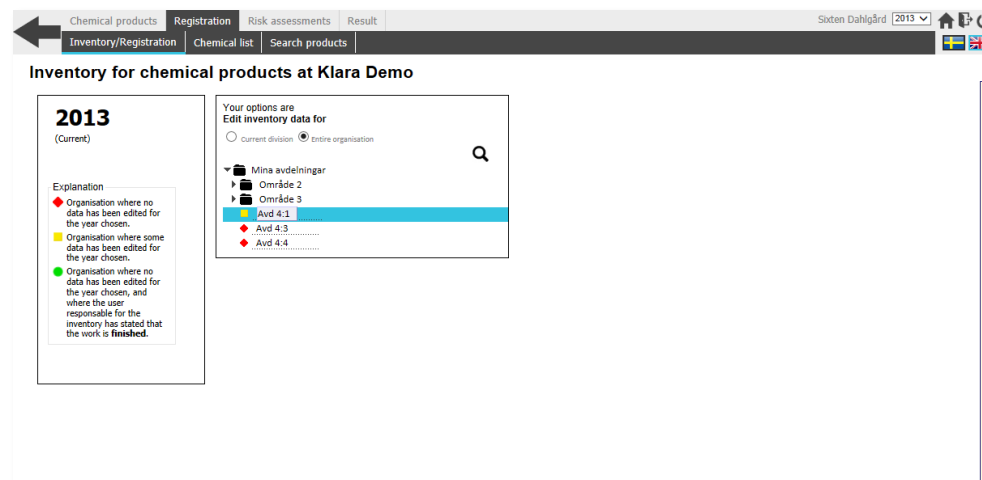 Chemical products Registration Risk assessments Result
Sixten Dahlgård 2013
Inventory/Registration Chemical list Search products
Inventory for chemical products at Klara Demo
2013
(Current)
Explanation
Organisation where no
data has been edited for
the year chosen.
Organisation where some
data has been edited for
the year chosen.
Organisation where no
data has been edited for
the year chosen, and
where the user
responsable for the
inventory has stated that
the work is finished.
Your options are
Edit inventory data for
Current division Entire organisation
Mina avdelningar
Område 2
Område 3
Avd 4:1
Avd 4:3
Avd 4:4